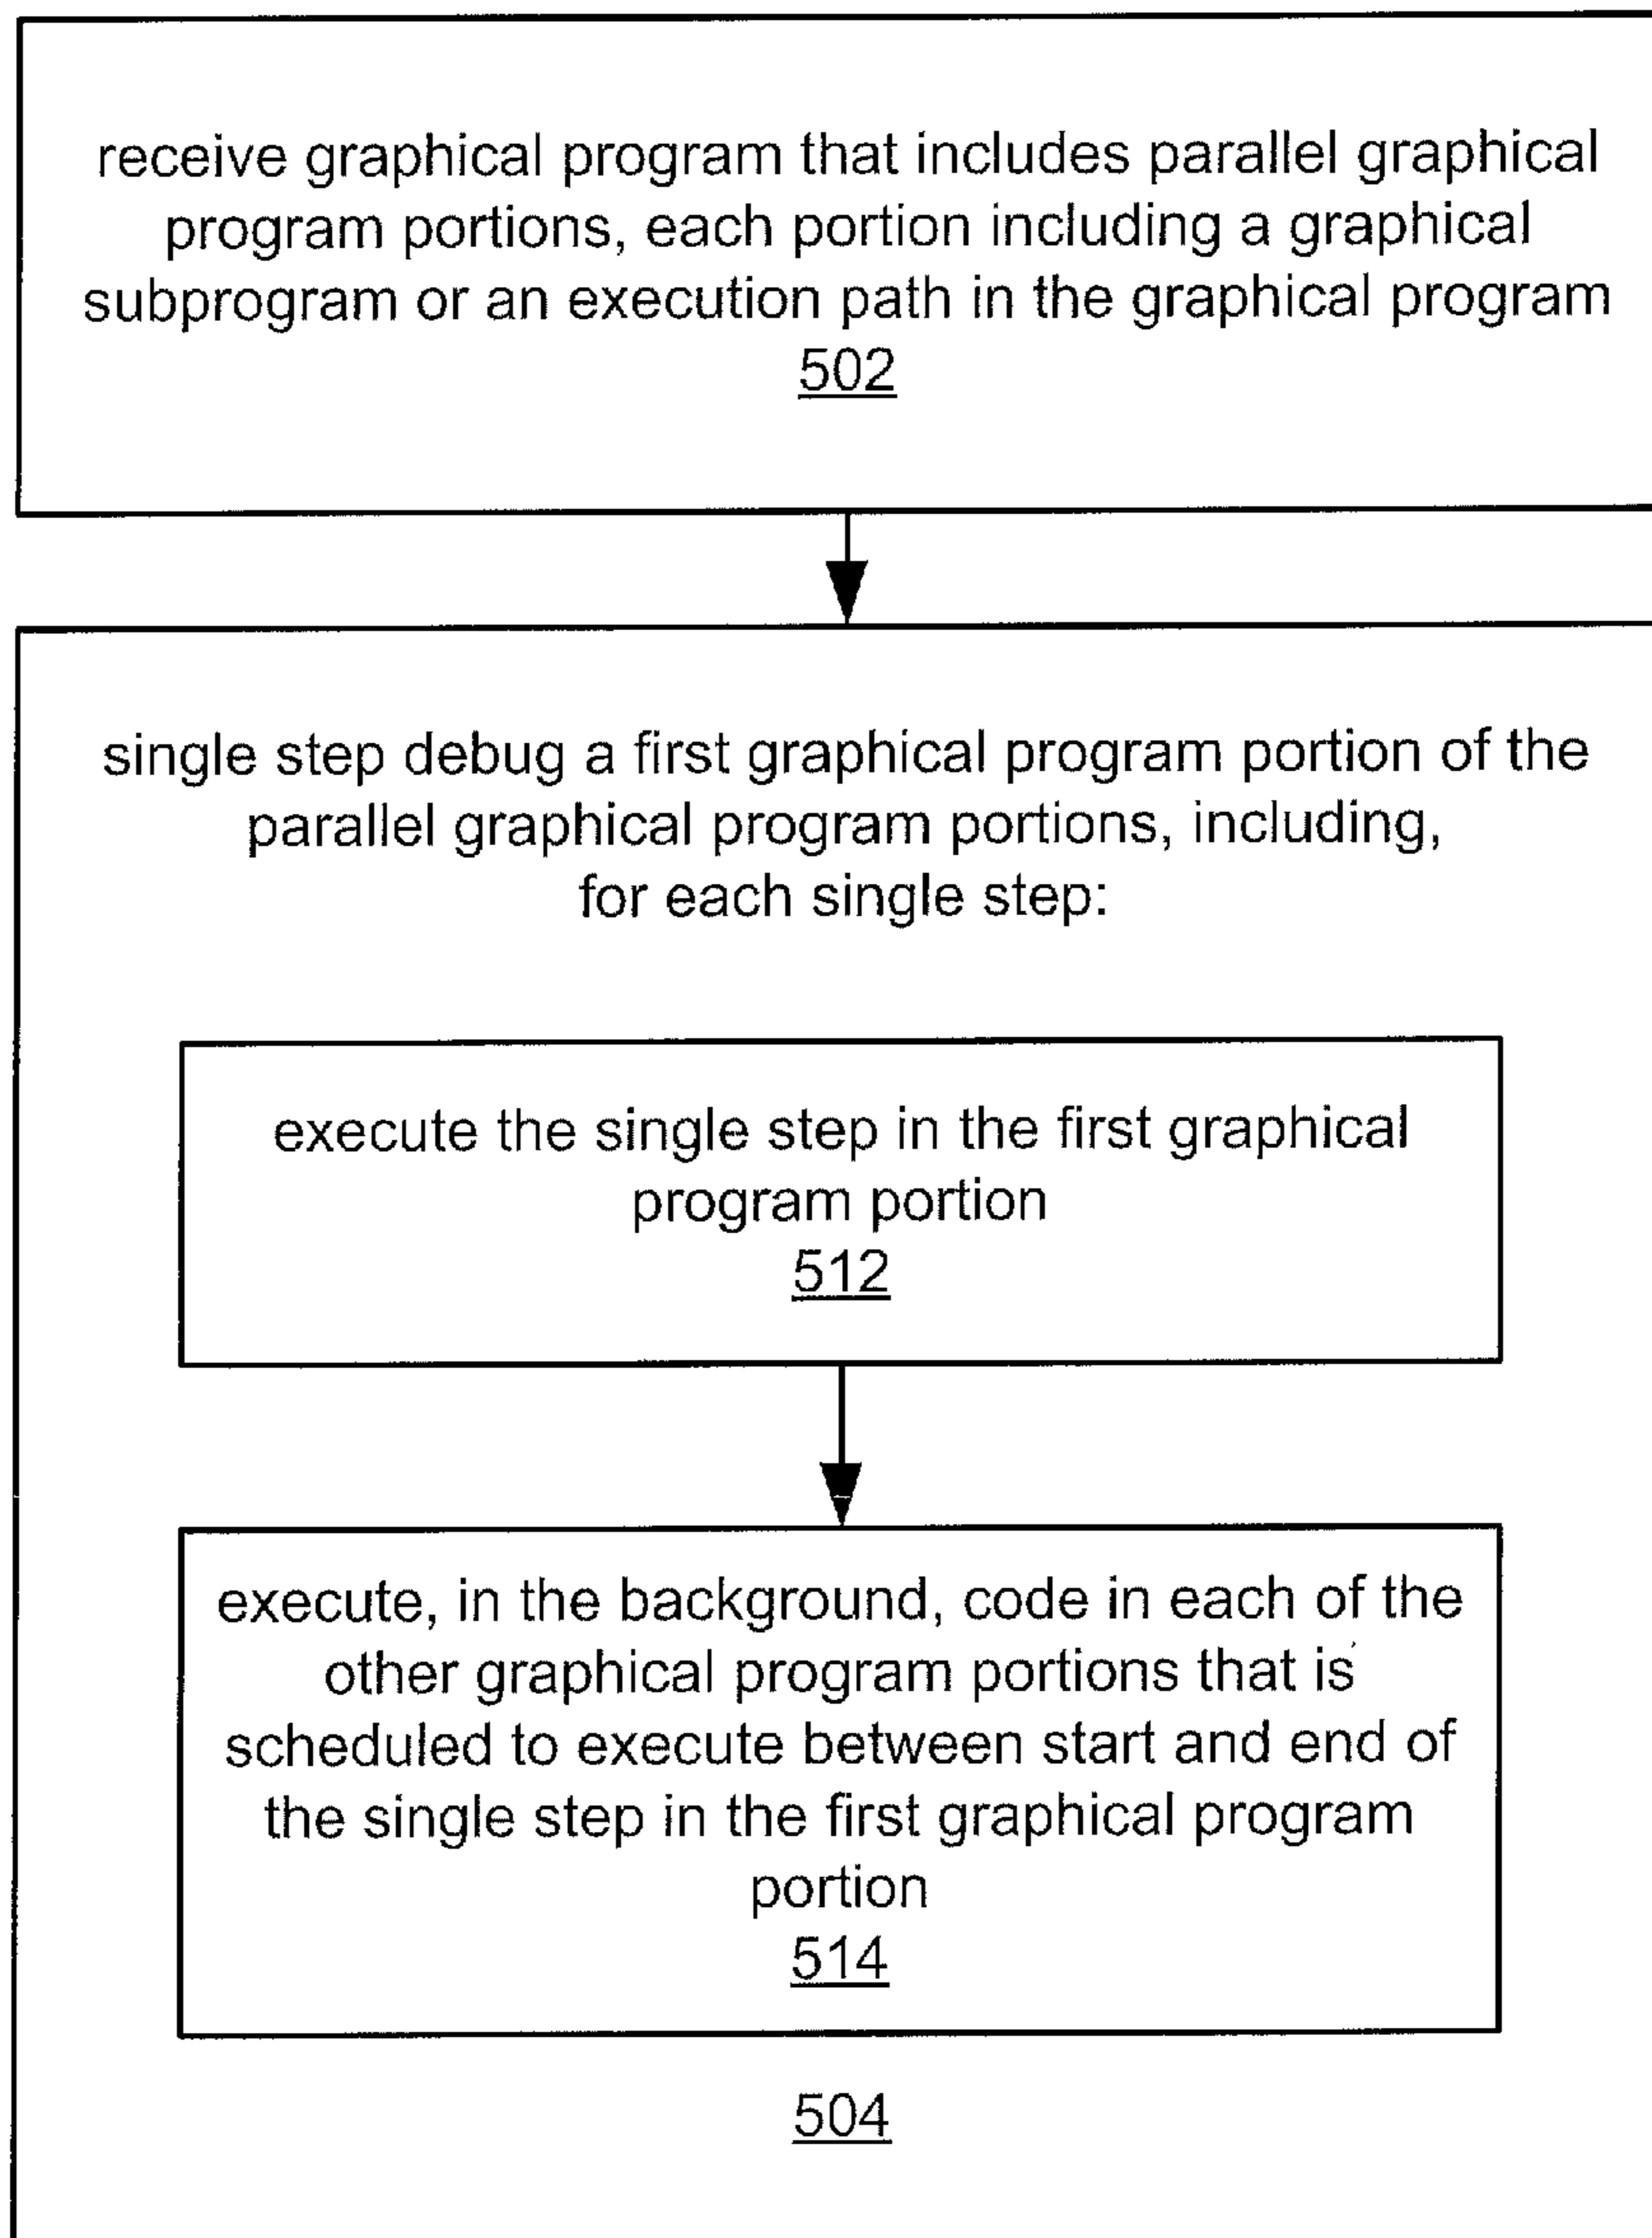 receive graphical program that includes parallel graphical
program portions, each portion including a graphical
subprogram or an execution path in the graphical program
502
single step debug a first graphical program portion of the
parallel graphical program portions, including,
for each single step:
execute the single step in the first graphical
program portion
512
execute, in the background, code in each of the
other graphical program portions that is
scheduled to execute between start and end of
the single step in the first graphical program
portion
514
504